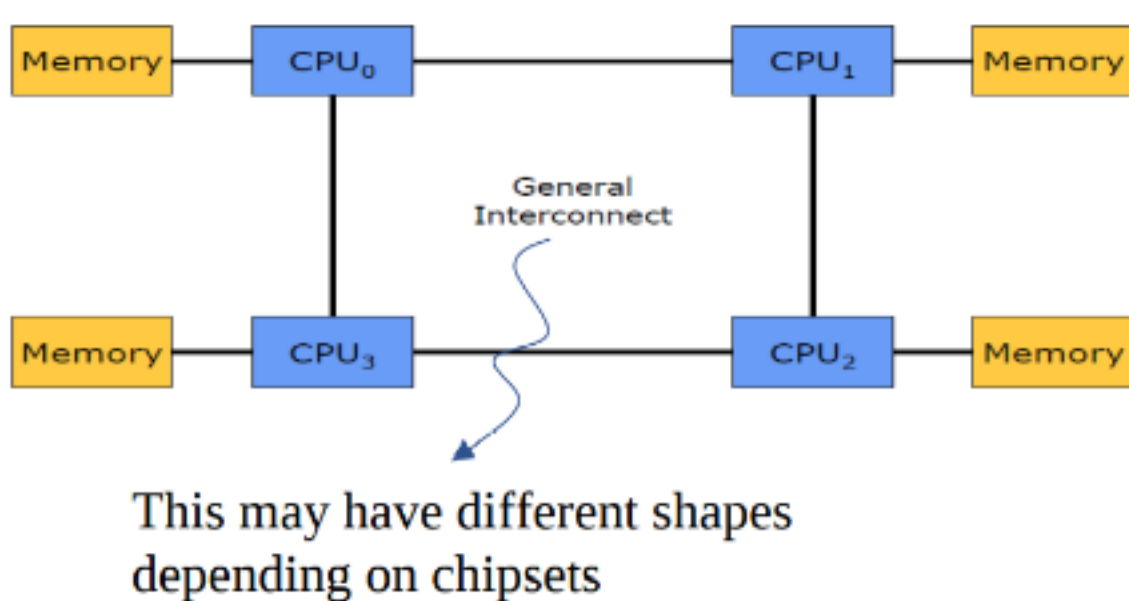 Memory CPU₀ CPU₁ Memory
General
Interconnect
Memory CPU₃ CPU₂ Memory
This may have different shapes
depending on chipsets